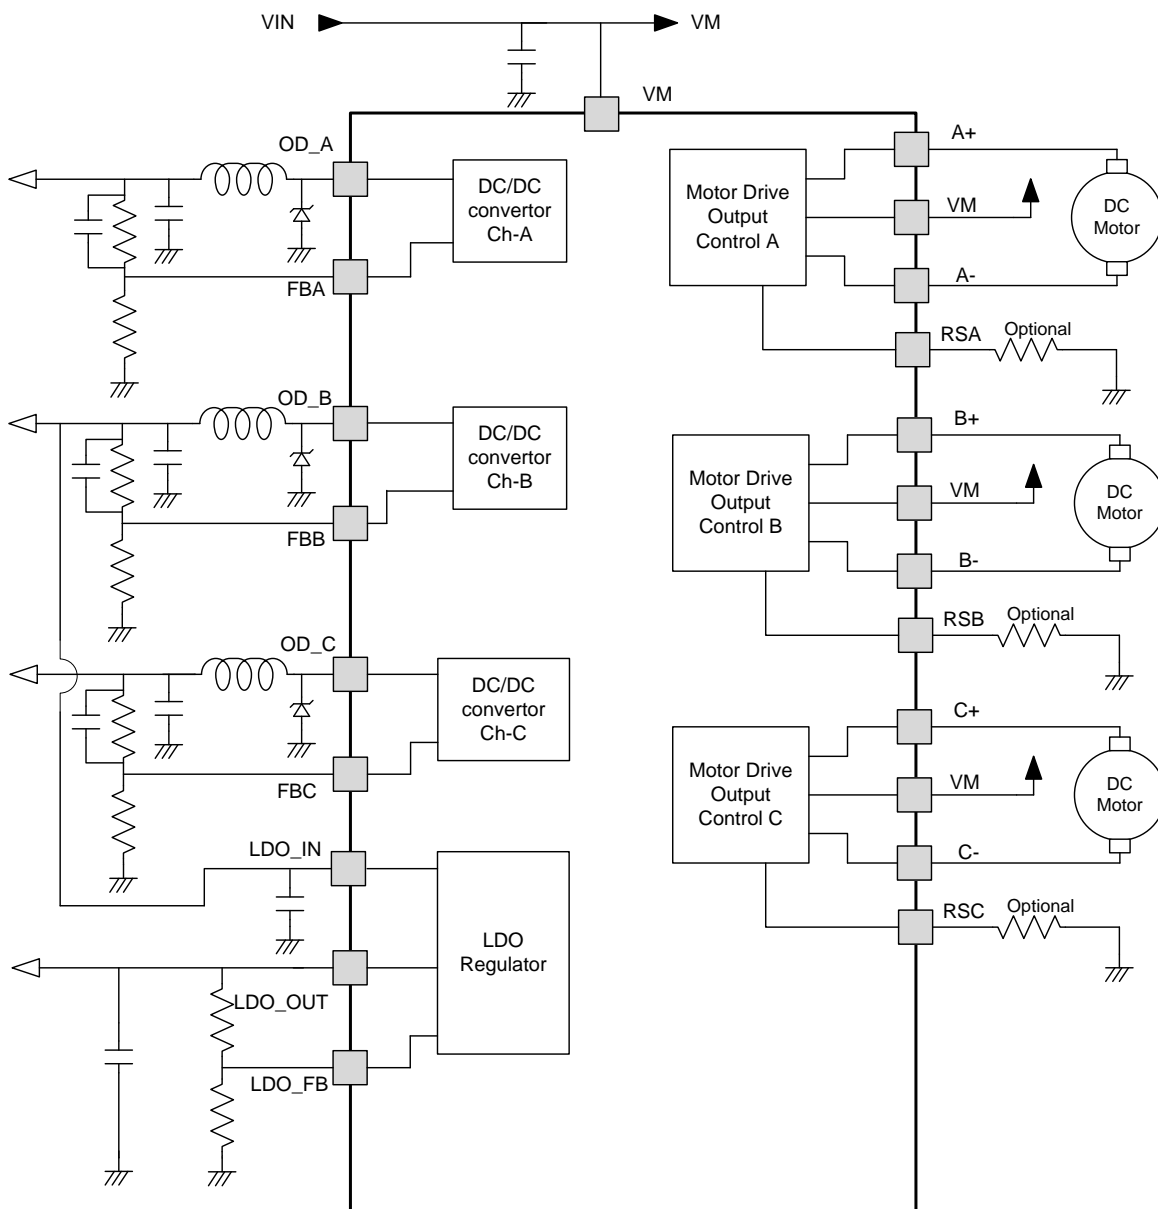 VIN
VM
VM
OD_A
DC/DC
convertor
Ch-A
FBA
OD_B
DC/DC
convertor
Ch-B
FBB
OD_C
DC/DC
convertor
Ch-C
FBC
LDO_IN
LDO
Regulator
LDO_OUT
LDO_FB
Motor Drive
Output
Control A
A+
VM
A-
DC
Motor
RSA
Optional
Motor Drive
Output
Control B
B+
VM
B-
DC
Motor
RSB
Optional
Motor Drive
Output
Control C
C+
VM
C-
DC
Motor
RSC
Optional